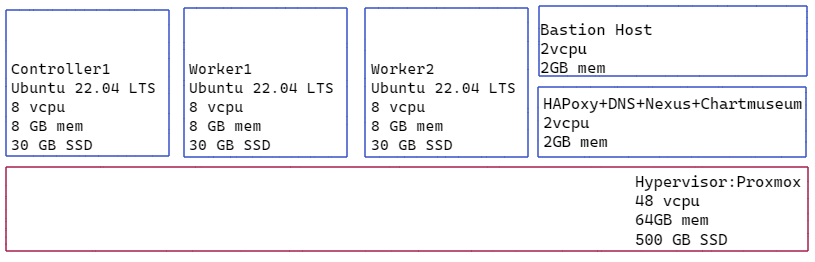 Controller1
Ubuntu 22.04 LTS
8 vcpu
8 GB mem
30 GB SSD
Worker1
Ubuntu 22.04 LTS
8 vcpu
8 GB mem
30 GB SSD
Worker2
Ubuntu 22.04 LTS
8 vcpu
8 GB mem
30 GB SSD
Bastion Host
2vcpu
2GB mem
HAPoxy+DNS+Nexus+Chartmuseum
2vcpu
2GB mem
Hypervisor:Proxmox
48 vcpu
64GB mem
500 GB SSD